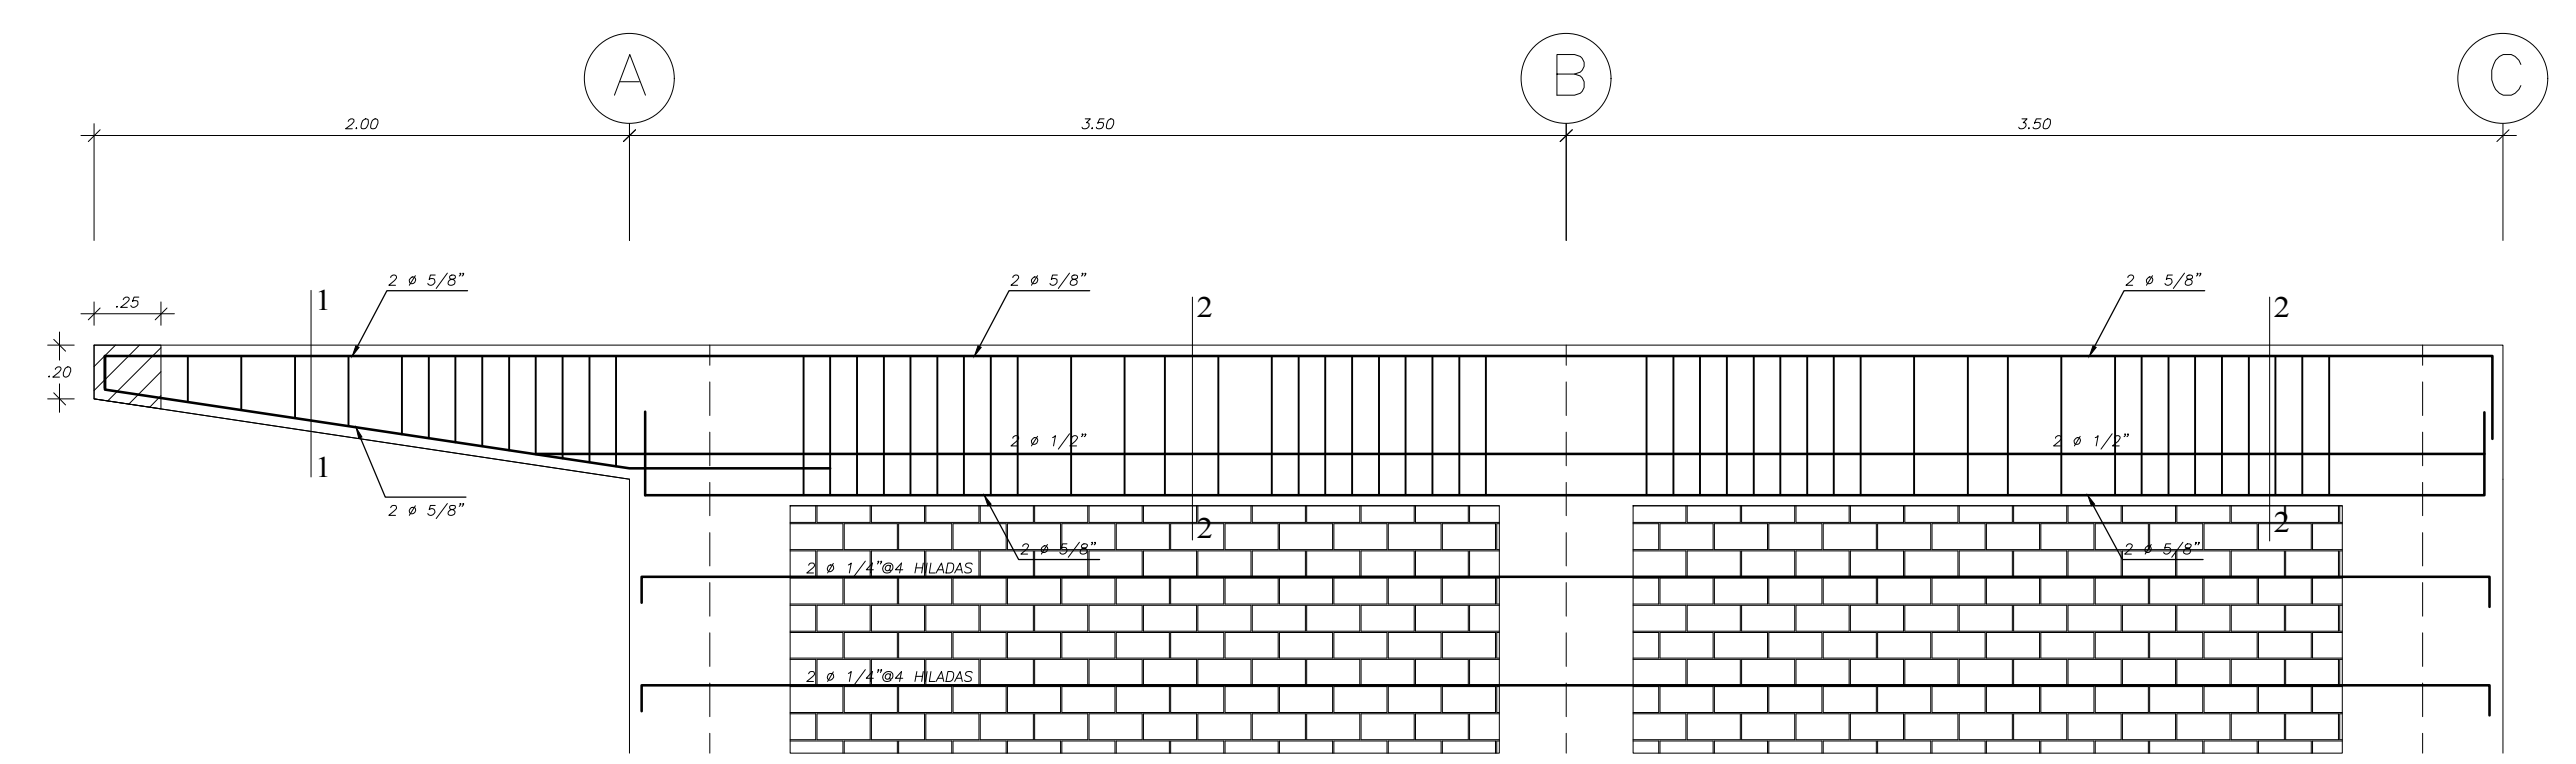 A
B
C
2.00
3.50
3.50
2 ø 5/8"
2 ø 5/8"
2 ø 5/8"
.25
1
2
2
.20
2 ø 1/2"
2 ø 1/2"
1
2 ø 5/8"
2
2
2 ø 5/8"
2 ø 5/8"
2 ø 1/4"@4 HILADAS
2 ø 1/4"@4 HILADAS